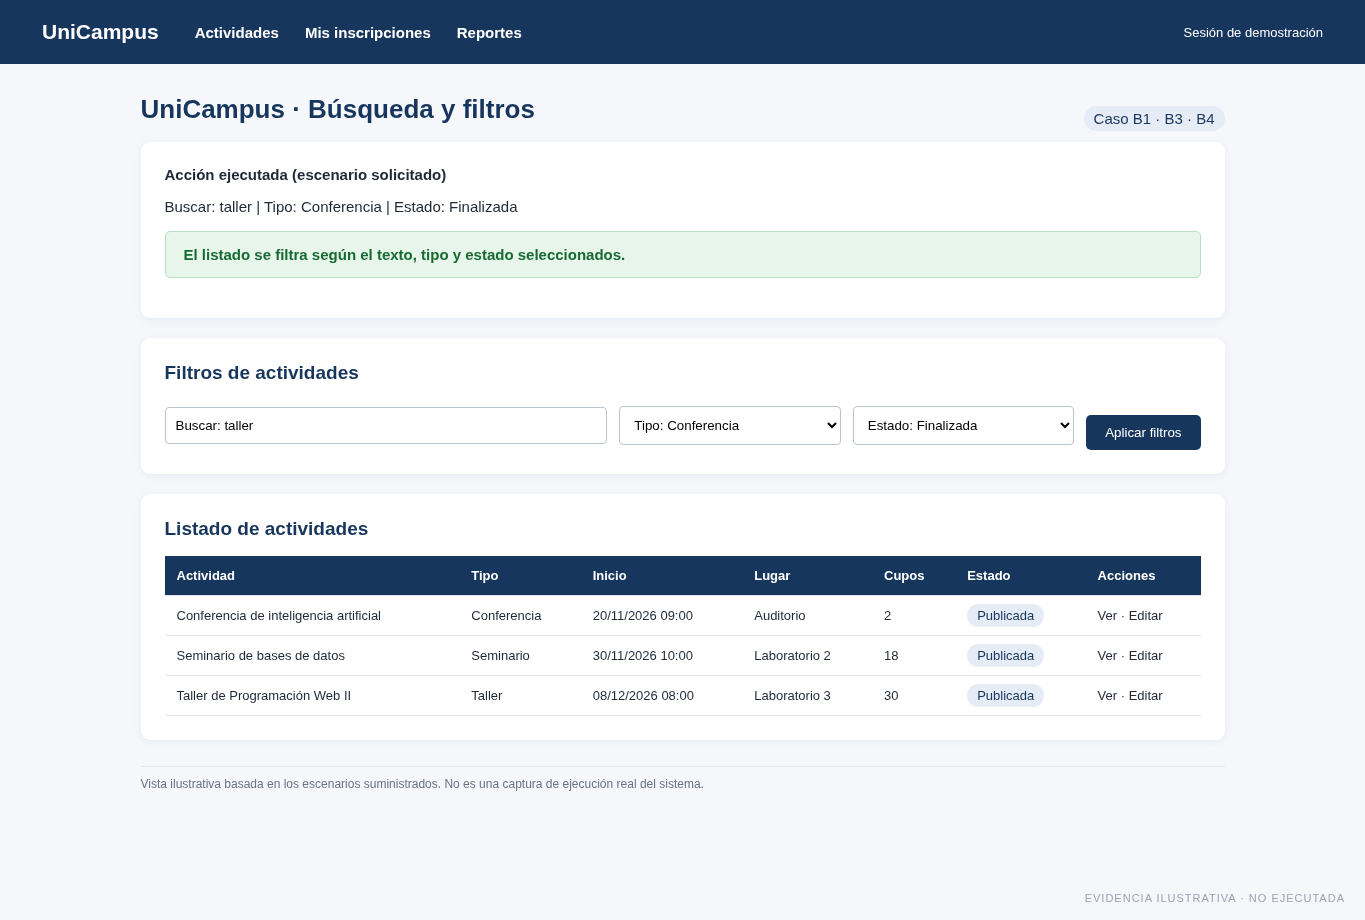 UniCampus Actividades Mis inscripciones Reportes Sesión de demostración
UniCampus · Búsqueda y filtros
Caso B1 · B3 · B4
Acción ejecutada (escenario solicitado)
Buscar: taller | Tipo: Conferencia | Estado: Finalizada
El listado se filtra según el texto, tipo y estado seleccionados.
Filtros de actividades
Buscar: taller Tipo: Conferencia Estado: Finalizada Aplicar filtros
Listado de actividades
Actividad Tipo Inicio Lugar Cupos Estado Acciones
Conferencia de inteligencia artificial Conferencia 20/11/2026 09:00 Auditorio 2 Publicada Ver · Editar
Seminario de bases de datos Seminario 30/11/2026 10:00 Laboratorio 2 18 Publicada Ver · Editar
Taller de Programación Web II Taller 08/12/2026 08:00 Laboratorio 3 30 Publicada Ver · Editar
Vista ilustrativa basada en los escenarios suministrados. No es una captura de ejecución real del sistema.
EVIDENCIA ILUSTRATIVA · NO EJECUTADA